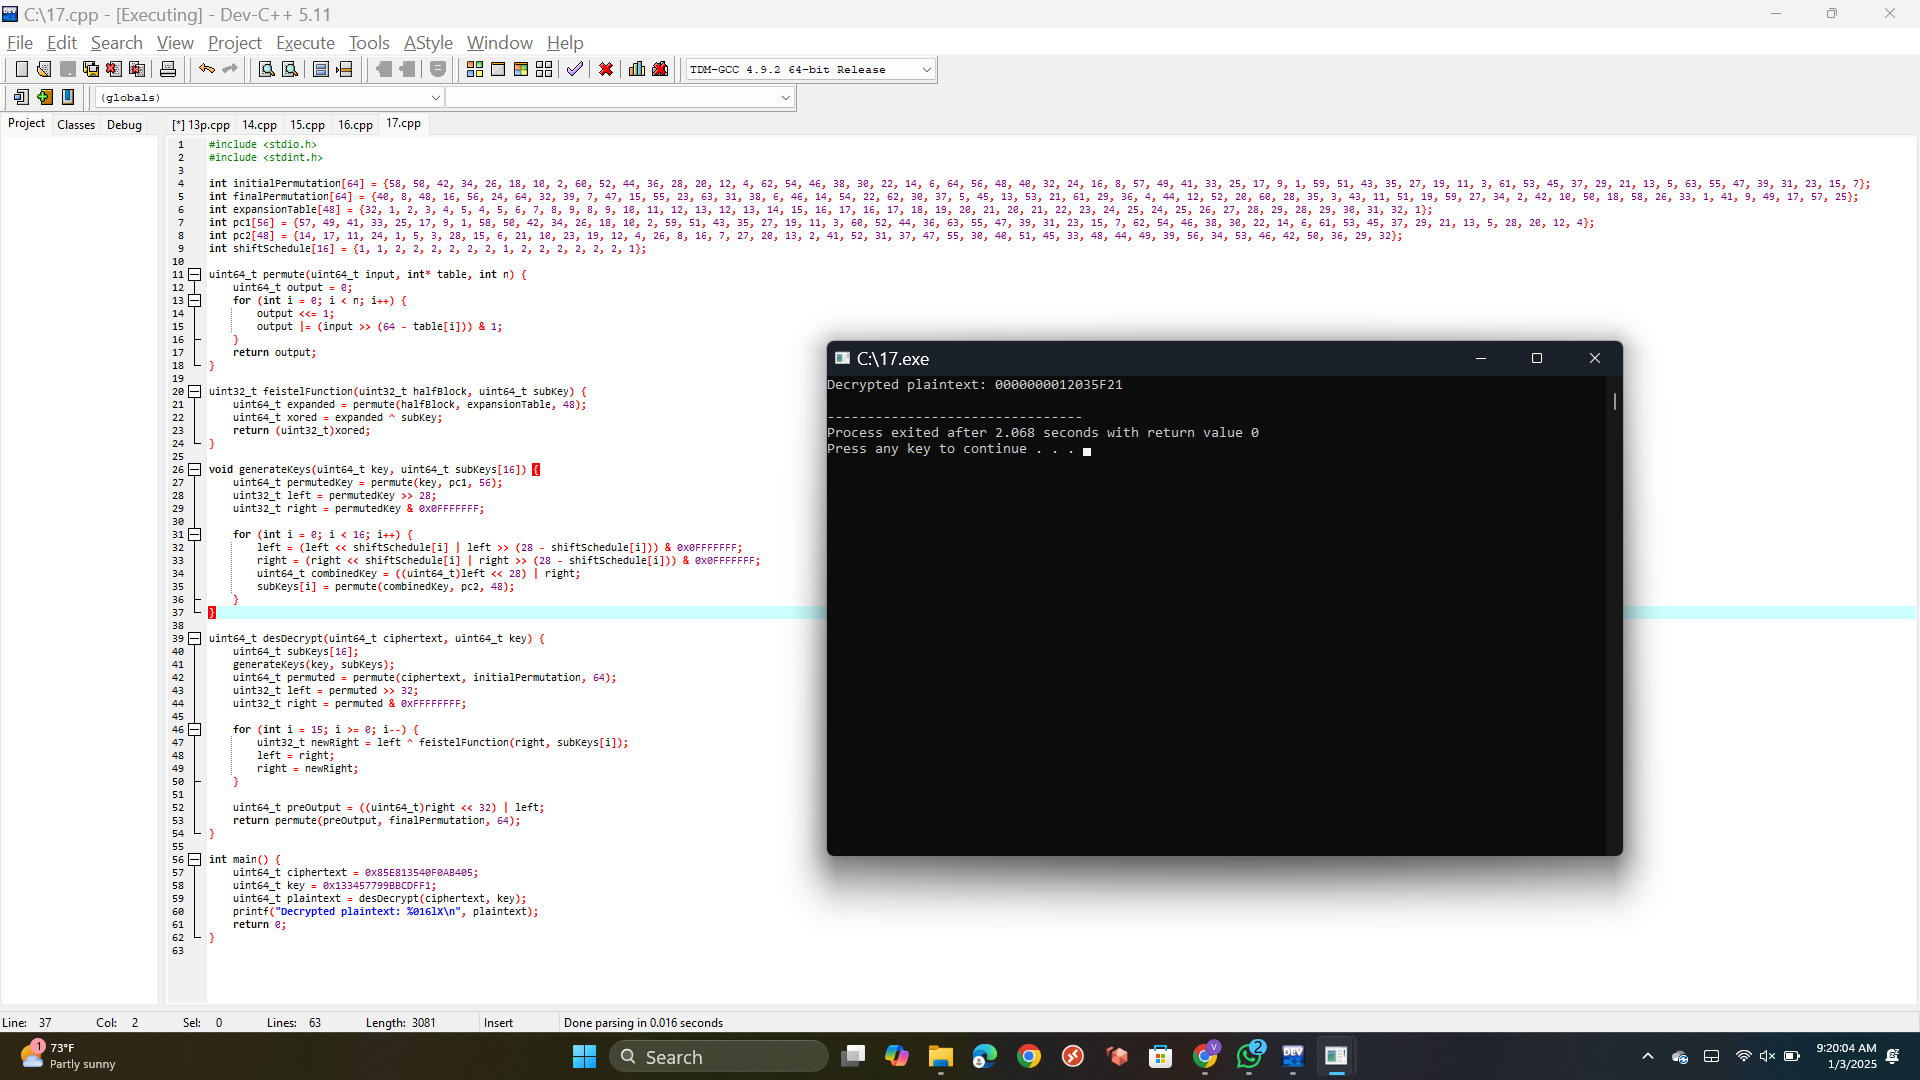 C:\17.cpp - [Executing] - Dev-C++ 5.11
File Edit Search View Project Execute Tools AStyle Window Help
TDM-GCC 4.9.2 64-bit Release
(globals)
Project Classes Debug [*] 13p.cpp 14.cpp 15.cpp 16.cpp 17.cpp
1 #include <stdio.h>
2 #include <stdint.h>
3
4 int initialPermutation[64] = {58, 50, 42, 34, 26, 18, 10, 2, 60, 52, 44, 36, 28, 20, 12, 4, 62, 54, 46, 38, 30, 22, 14, 6, 64, 56, 48, 40, 32, 24, 16, 8, 57, 49, 41, 33, 25, 17, 9, 1, 59, 51, 43, 35, 27, 19, 11, 3, 61, 53, 45, 37, 29, 21, 13, 5, 63, 55, 47, 39, 31, 23, 15, 7};
5 int finalPermutation[64] = {40, 8, 48, 16, 56, 24, 64, 32, 39, 7, 47, 15, 55, 23, 63, 31, 38, 6, 46, 14, 54, 22, 62, 30, 37, 5, 45, 13, 53, 21, 61, 29, 36, 4, 44, 12, 52, 20, 60, 28, 35, 3, 43, 11, 51, 19, 59, 27, 34, 2, 42, 10, 50, 18, 58, 26, 33, 1, 41, 9, 49, 17, 57, 25};
6 int expansionTable[48] = {32, 1, 2, 3, 4, 5, 4, 5, 6, 7, 8, 9, 8, 9, 10, 11, 12, 13, 12, 13, 14, 15, 16, 17, 16, 17, 18, 19, 20, 21, 20, 21, 22, 23, 24, 25, 24, 25, 26, 27, 28, 29, 28, 29, 30, 31, 32, 1};
7 int pc1[56] = {57, 49, 41, 33, 25, 17, 9, 1, 58, 50, 42, 34, 26, 18, 10, 2, 59, 51, 43, 35, 27, 19, 11, 3, 60, 52, 44, 36, 63, 55, 47, 39, 31, 23, 15, 7, 62, 54, 46, 38, 30, 22, 14, 6, 61, 53, 45, 37, 29, 21, 13, 5, 28, 20, 12, 4};
8 int pc2[48] = {14, 17, 11, 24, 1, 5, 3, 28, 15, 6, 21, 10, 23, 19, 12, 4, 26, 8, 16, 7, 27, 20, 13, 2, 41, 52, 31, 37, 47, 55, 30, 40, 51, 45, 33, 48, 44, 49, 39, 56, 34, 53, 46, 42, 50, 36, 29, 32};
9 int shiftSchedule[16] = {1, 1, 2, 2, 2, 2, 2, 2, 1, 2, 2, 2, 2, 2, 2, 1};
10
11 uint64_t permute(uint64_t input, int* table, int n) {
12 uint64_t output = 0;
13 for (int i = 0; i < n; i++) {
14 output <<= 1;
15 output |= (input >> (64 - table[i])) & 1;
16 }
17 return output;
18 }
19
20 uint32_t feistelFunction(uint32_t halfBlock, uint64_t subKey) {
21 uint64_t expanded = permute(halfBlock, expansionTable, 48);
22 uint64_t xored = expanded ^ subKey;
23 return (uint32_t)xored;
24 }
25
26 void generateKeys(uint64_t key, uint64_t subKeys[16]) {
27 uint64_t permutedKey = permute(key, pc1, 56);
28 uint32_t left = permutedKey >> 28;
29 uint32_t right = permutedKey & 0x0FFFFFFF;
30
31 for (int i = 0; i < 16; i++) {
32 left = (left << shiftSchedule[i] | left >> (28 - shiftSchedule[i])) & 0x0FFFFFFF;
33 right = (right << shiftSchedule[i] | right >> (28 - shiftSchedule[i])) & 0x0FFFFFFF;
34 uint64_t combinedKey = ((uint64_t)left << 28) | right;
35 subKeys[i] = permute(combinedKey, pc2, 48);
36 }
37 }
38
39 uint64_t desDecrypt(uint64_t ciphertext, uint64_t key) {
40 uint64_t subKeys[16];
41 generateKeys(key, subKeys);
42 uint64_t permuted = permute(ciphertext, initialPermutation, 64);
43 uint32_t left = permuted >> 32;
44 uint32_t right = permuted & 0xFFFFFFFF;
45
46 for (int i = 15; i >= 0; i--) {
47 uint32_t newRight = left ^ feistelFunction(right, subKeys[i]);
48 left = right;
49 right = newRight;
50 }
51
52 uint64_t preOutput = ((uint64_t)right << 32) | left;
53 return permute(preOutput, finalPermutation, 64);
54 }
55
56 int main() {
57 uint64_t ciphertext = 0x85E813540F0AB405;
58 uint64_t key = 0x133457799BBCDFF1;
59 uint64_t plaintext = desDecrypt(ciphertext, key);
60 printf("Decrypted plaintext: %016lX\n", plaintext);
61 return 0;
62 }
63
C:\17.exe
Decrypted plaintext: 0000000012035F21
--------------------------------
Process exited after 2.068 seconds with return value 0
Press any key to continue . . .
Line: 37 Col: 2 Sel: 0 Lines: 63 Length: 3081 Insert Done parsing in 0.016 seconds
1
73°F
Partly sunny
Search
V
2
DEV
9:20:04 AM
1/3/2025